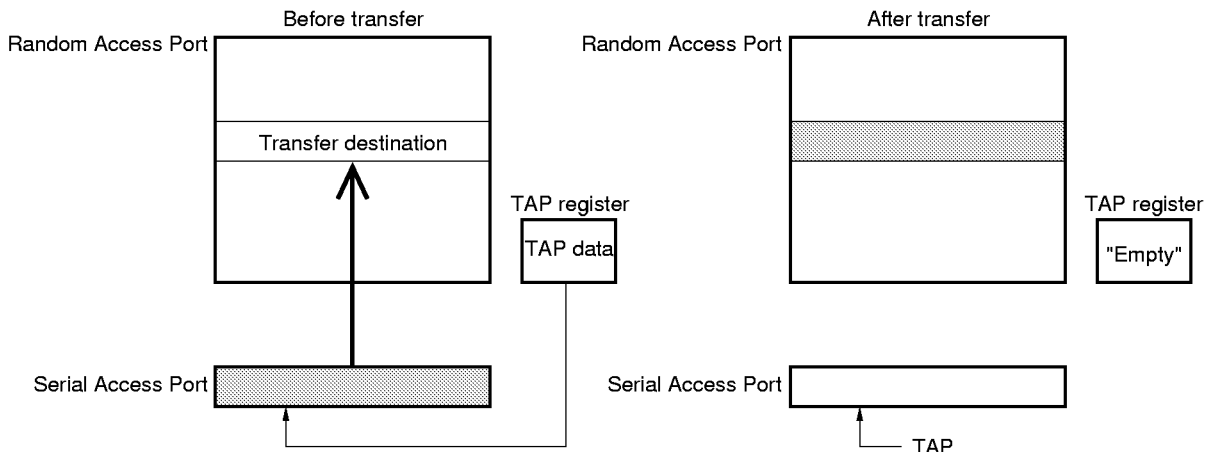 Before transfer
After transfer
Random Access Port
Random Access Port
Transfer destination
TAP register
TAP register
TAP data
"Empty"
Serial Access Port
Serial Access Port
TAP